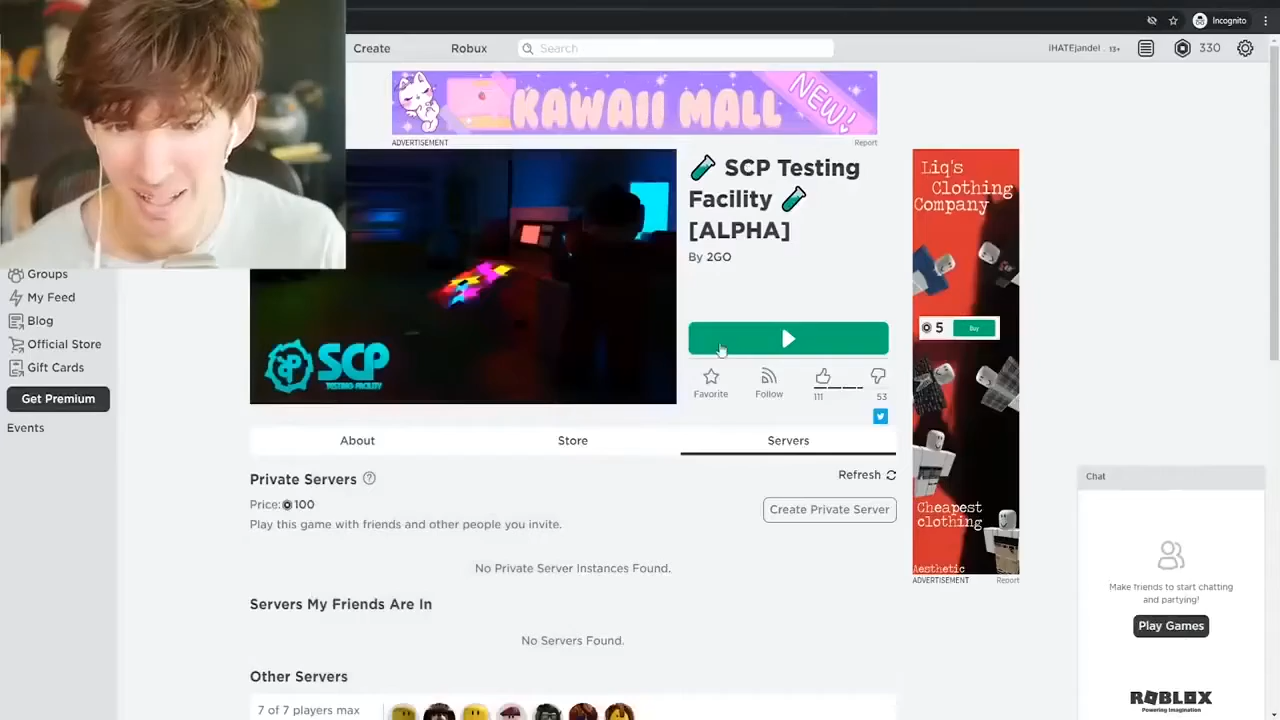 Incognito
Create
Robux
Search
iHATEjandel . 13+
330
KAWAII MALL
NEW!
ADVERTISEMENT
Report
SCP
TESTING FACILITY
SCP Testing
Facility
[ALPHA]
By 2GO
Favorite
Follow
111
53
Liq's
Clothing
Company
5
Buy
Cheapest
clothing
Aesthetic
ADVERTISEMENT
Report
Groups
My Feed
Blog
Official Store
Gift Cards
Get Premium
Events
About
Store
Servers
Private Servers
Refresh
Price: 100
Create Private Server
Play this game with friends and other people you invite.
No Private Server Instances Found.
Servers My Friends Are In
No Servers Found.
Other Servers
7 of 7 players max
Chat
Make friends to start chatting
and partying!
Play Games
ROBLOX
Powering Imagination